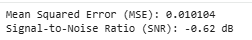 Mean Squared Error (MSE): 0.010104
Signal-to-Noise Ratio (SNR): -0.62 dB